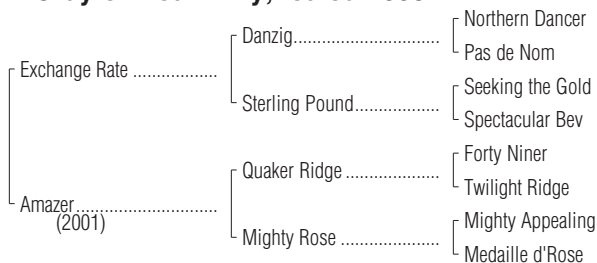 Northern Dancer
Danzig
Pas de Nom
Exchange Rate
Seeking the Gold
Sterling Pound
Spectacular Bev
Forty Niner
Quaker Ridge
Twilight Ridge
Amazer
(2001)
Mighty Appealing
Mighty Rose
Medaille d'Rose